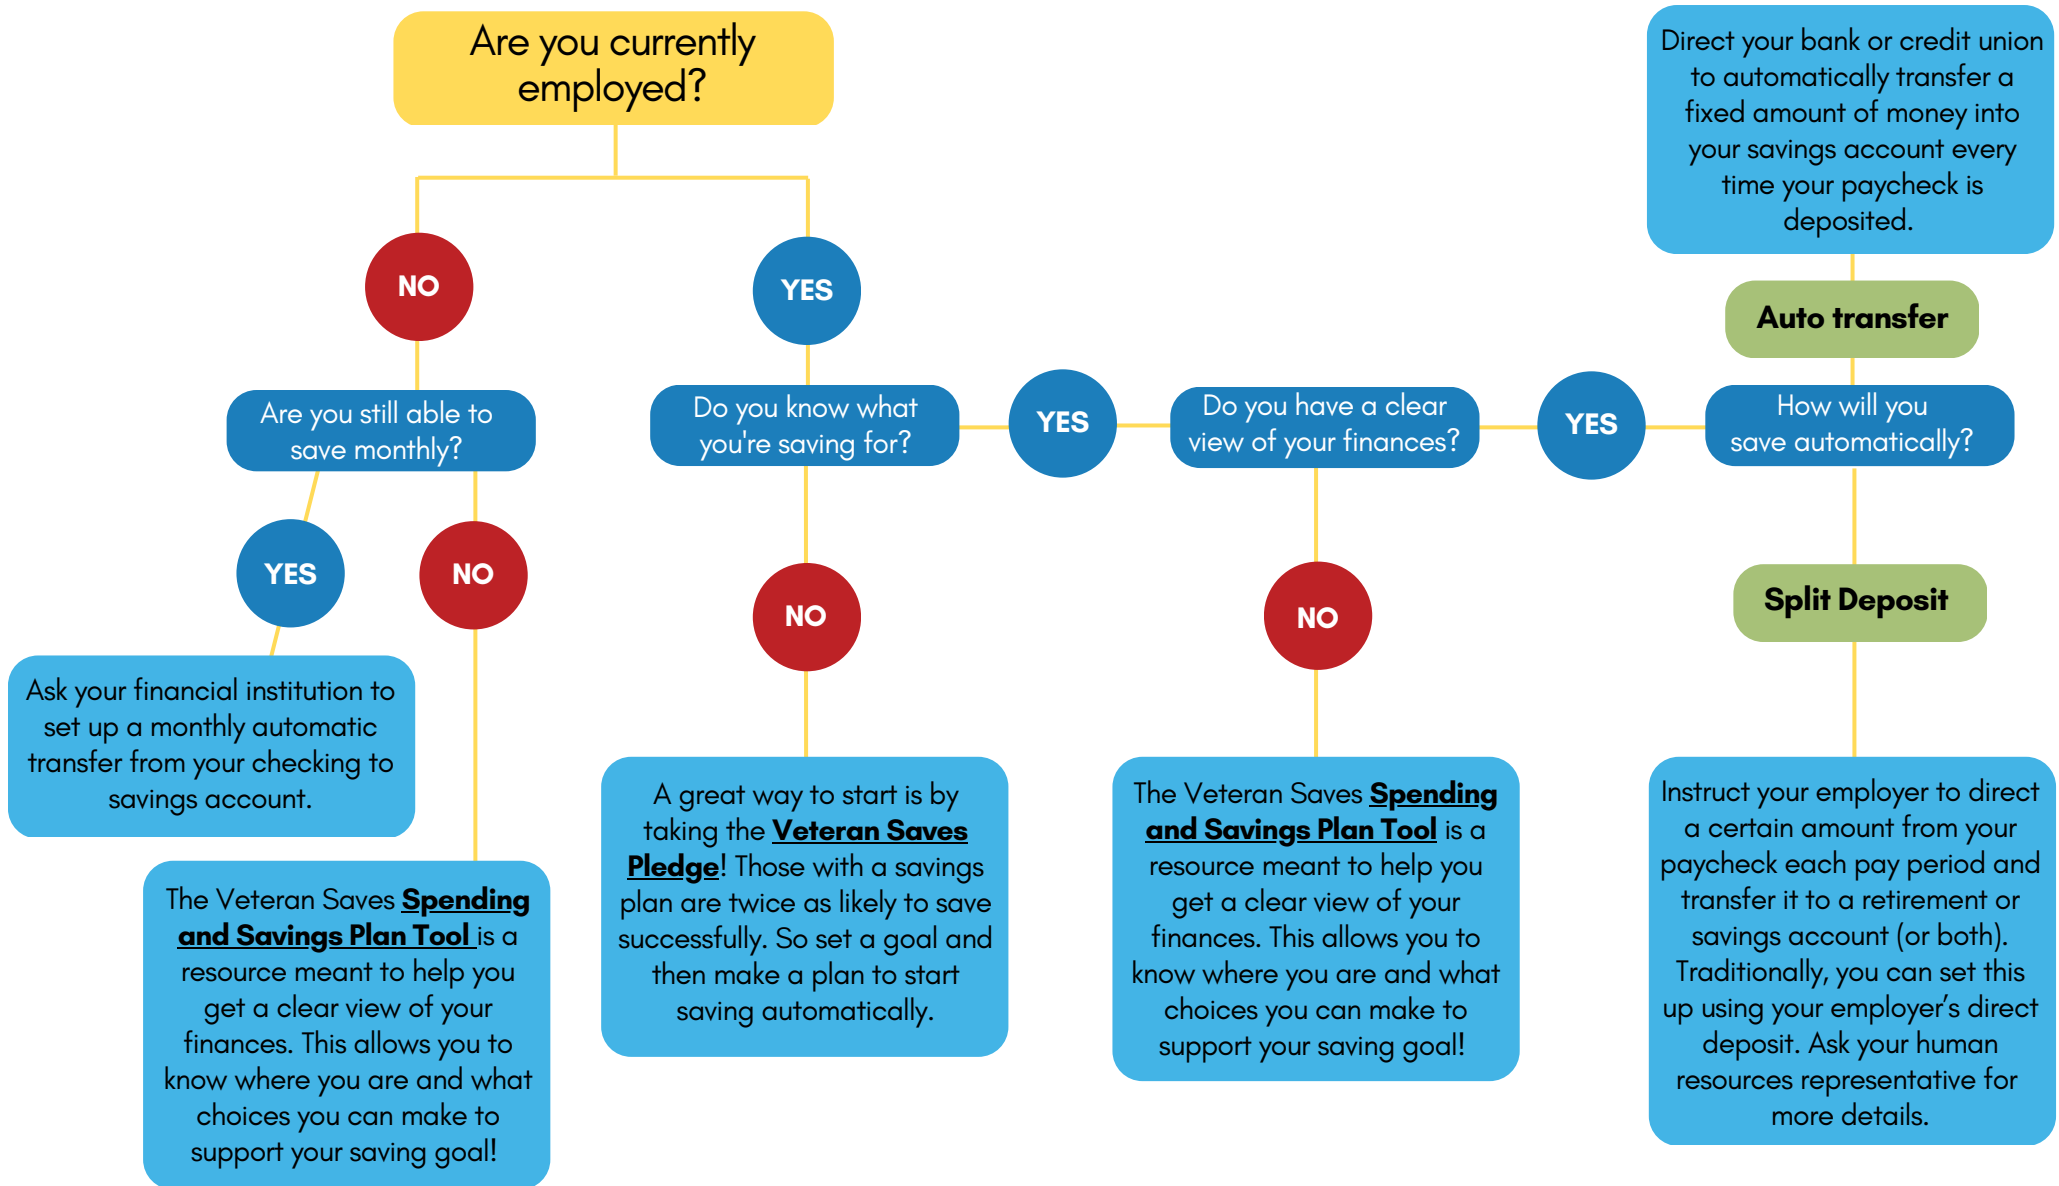 Are you currently
employed?
NO
Are you still able to
save monthly?
YES
Ask your financial institution to
set up a monthly automatic
transfer from your checking to
savings account.
NO
The Veteran Saves Spending
and Savings Plan Tool is a
resource meant to help you
get a clear view of your
finances. This allows you to
know where you are and what
choices you can make to
support your saving goal!
YES
Do you know what
you're saving for?
NO
A great way to start is by
taking the Veteran Saves
Pledge! Those with a savings
plan are twice as likely to save
successfully. So set a goal and
then make a plan to start
saving automatically.
YES
Do you have a clear
view of your finances?
NO
The Veteran Saves Spending
and Savings Plan Tool is a
resource meant to help you
get a clear view of your
finances. This allows you to
know where you are and what
choices you can make to
support your saving goal!
YES
How will you
save automatically?
Auto transfer
Direct your bank or credit union
to automatically transfer a
fixed amount of money into
your savings account every
time your paycheck is
deposited.
Split Deposit
Instruct your employer to direct
a certain amount from your
paycheck each pay period and
transfer it to a retirement or
savings account (or both).
Traditionally, you can set this
up using your employer’s direct
deposit. Ask your human
resources representative for
more details.